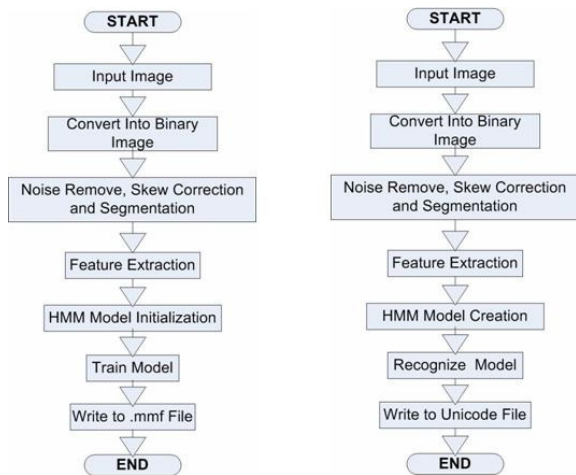 START
Input Image
Convert Into Binary
Image
Noise Remove, Skew Correction
and Segmentation
Feature Extraction
HMM Model Initialization
Train Model
Write to .mmf File
END
START
Input Image
Convert Into Binary
Image
Noise Remove, Skew Correction
and Segmentation
Feature Extraction
HMM Model Creation
Recognize Model
Write to Unicode File
END